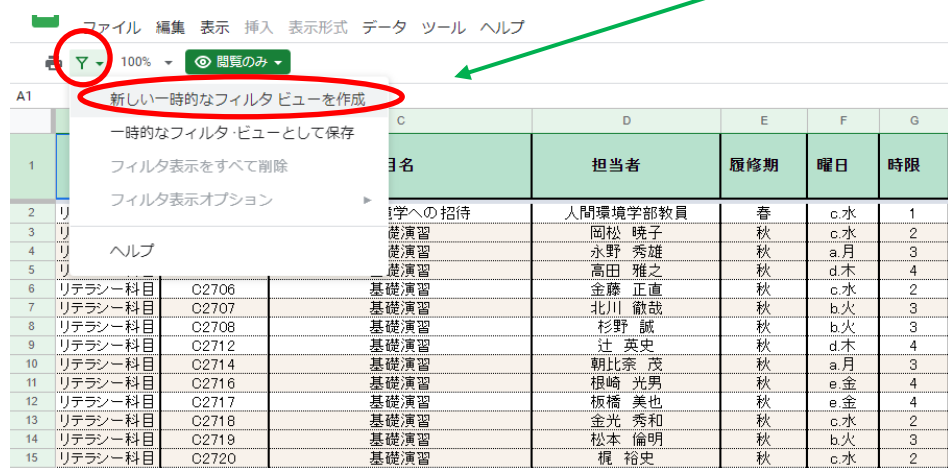 ファイル 編集 表示 挿入 表示形式 データ ツール ヘルプ
100% 閲覧のみ
A1
新しい一時的なフィルタ ビューを作成
一時的なフィルタ・ビューとして保存
フィルタ表示をすべて削除
フィルタ表示オプション
ヘルプ
C D E F G
1 目名 担当者 履修期 曜日 時限
2 リ 境学への招待 人間環境学部教員 春 c.水 1
3 リ 礎演習 岡松 暁子 秋 c.水 2
4 リ 礎演習 永野 秀雄 秋 a.月 3
5 リ 礎演習 高田 雅之 秋 d.木 4
6 リテラシー科目 C2706 基礎演習 金藤 正直 秋 c.水 2
7 リテラシー科目 C2707 基礎演習 北川 徹哉 秋 b.火 3
8 リテラシー科目 C2708 基礎演習 杉野 誠 秋 b.火 3
9 リテラシー科目 C2712 基礎演習 辻 英史 秋 d.木 4
10 リテラシー科目 C2714 基礎演習 朝比奈 茂 秋 a.月 3
11 リテラシー科目 C2716 基礎演習 根崎 光男 秋 e.金 4
12 リテラシー科目 C2717 基礎演習 板橋 美也 秋 e.金 4
13 リテラシー科目 C2718 基礎演習 金光 秀和 秋 c.水 2
14 リテラシー科目 C2719 基礎演習 松本 倫明 秋 b.火 3
15 リテラシー科目 C2720 基礎演習 梶 裕史 秋 c.水 2